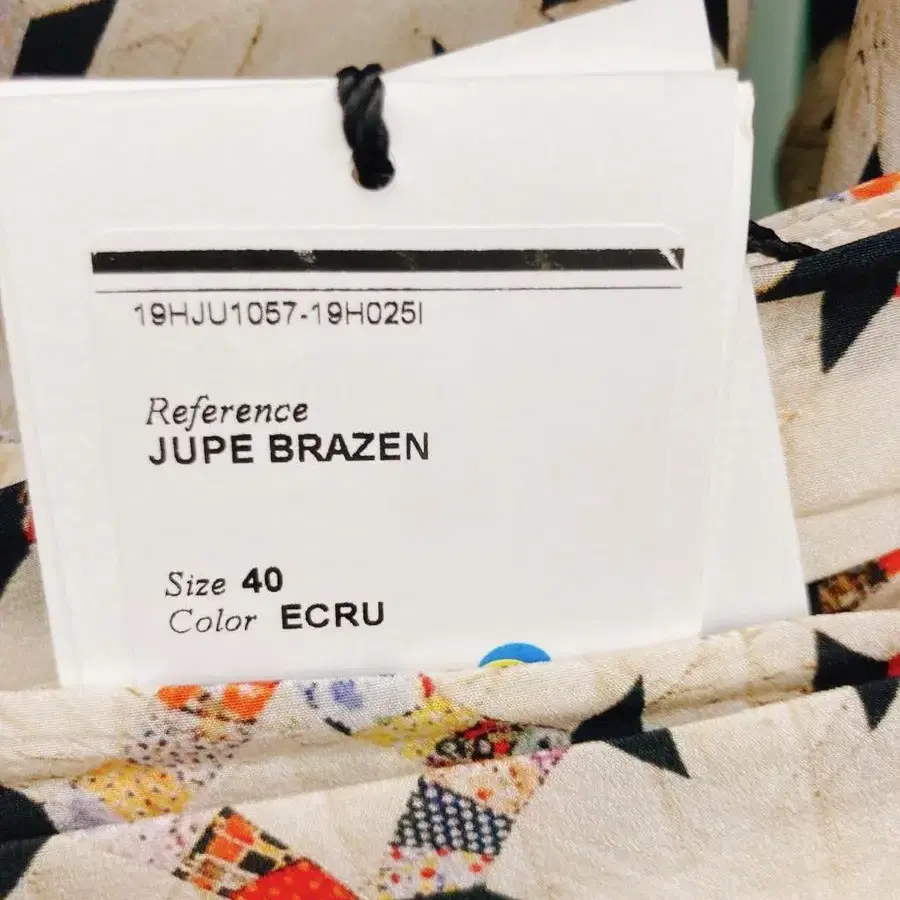 19HJU1057-19H025I
Reference
JUPE BRAZEN
Size 40
Color ECRU